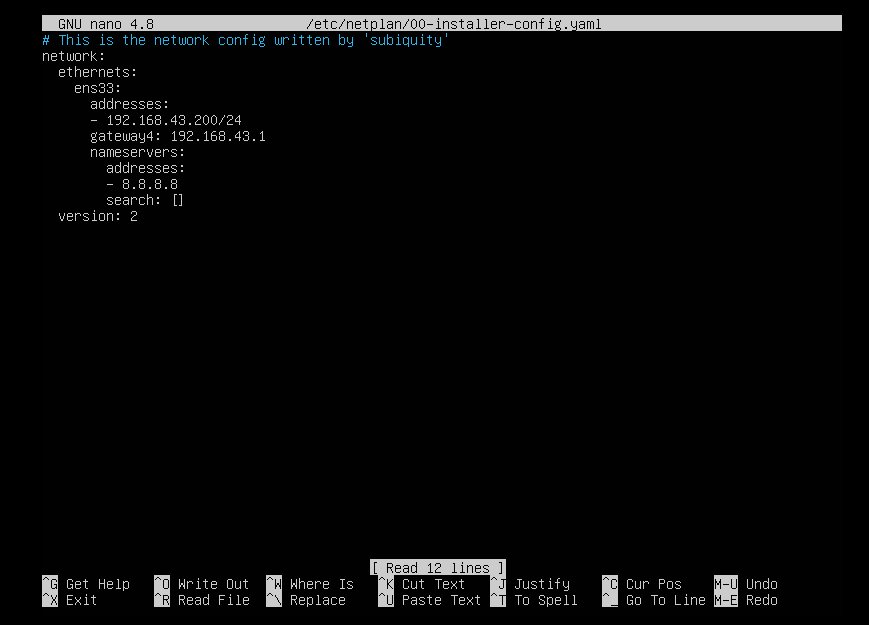 GNU nano 4.8 /etc/netplan/00-installer-config.yaml
# This is the network config written by 'subiquity'
network:
  ethernets:
    ens33:
      addresses:
      - 192.168.43.200/24
      gateway4: 192.168.43.1
      nameservers:
        addresses:
        - 8.8.8.8
        search: []
  version: 2
[ Read 12 lines ]
^G Get Help ^O Write Out ^W Where Is ^K Cut Text ^J Justify ^C Cur Pos M-U Undo
^X Exit ^R Read File ^\ Replace ^U Paste Text ^T To Spell ^_ Go To Line M-E Redo